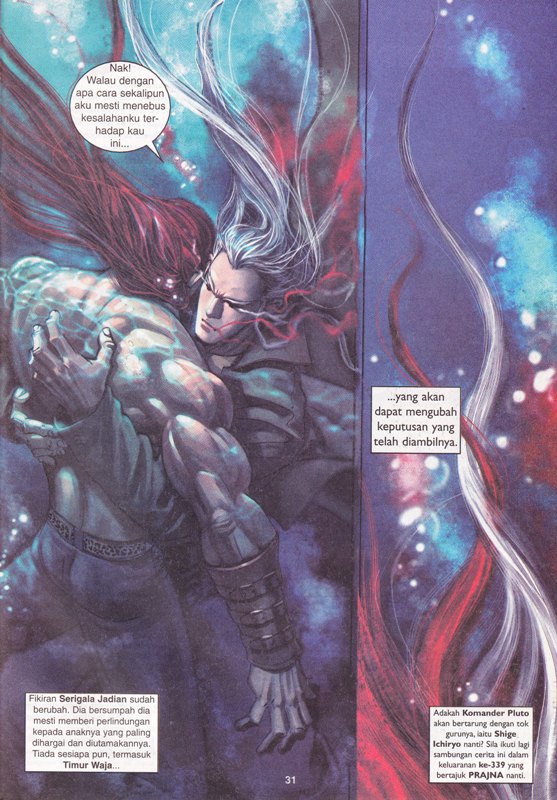 Nak!
Walau dengan
apa cara sekalipun
aku mesti menebus
kesalahanku ter-
hadap kau
ini...
...yang akan
dapat mengubah
keputusan yang
telah diambilnya.
Fikiran Serigala Jadian sudah
berubah. Dia bersumpah dia
mesti memberi perlindungan
kepada anaknya yang paling
dihargai dan diutamakannya.
Tiada sesiapa pun, termasuk
Timur Waja...
Adakah Komander Pluto
akan bertarung dengan tok
gurunya, iaitu Shige
Ichiryo nanti? Sila ikuti lagi
sambungan cerita ini dalam
keluaranan ke-339 yang
bertajuk PRAJNA nanti.
31